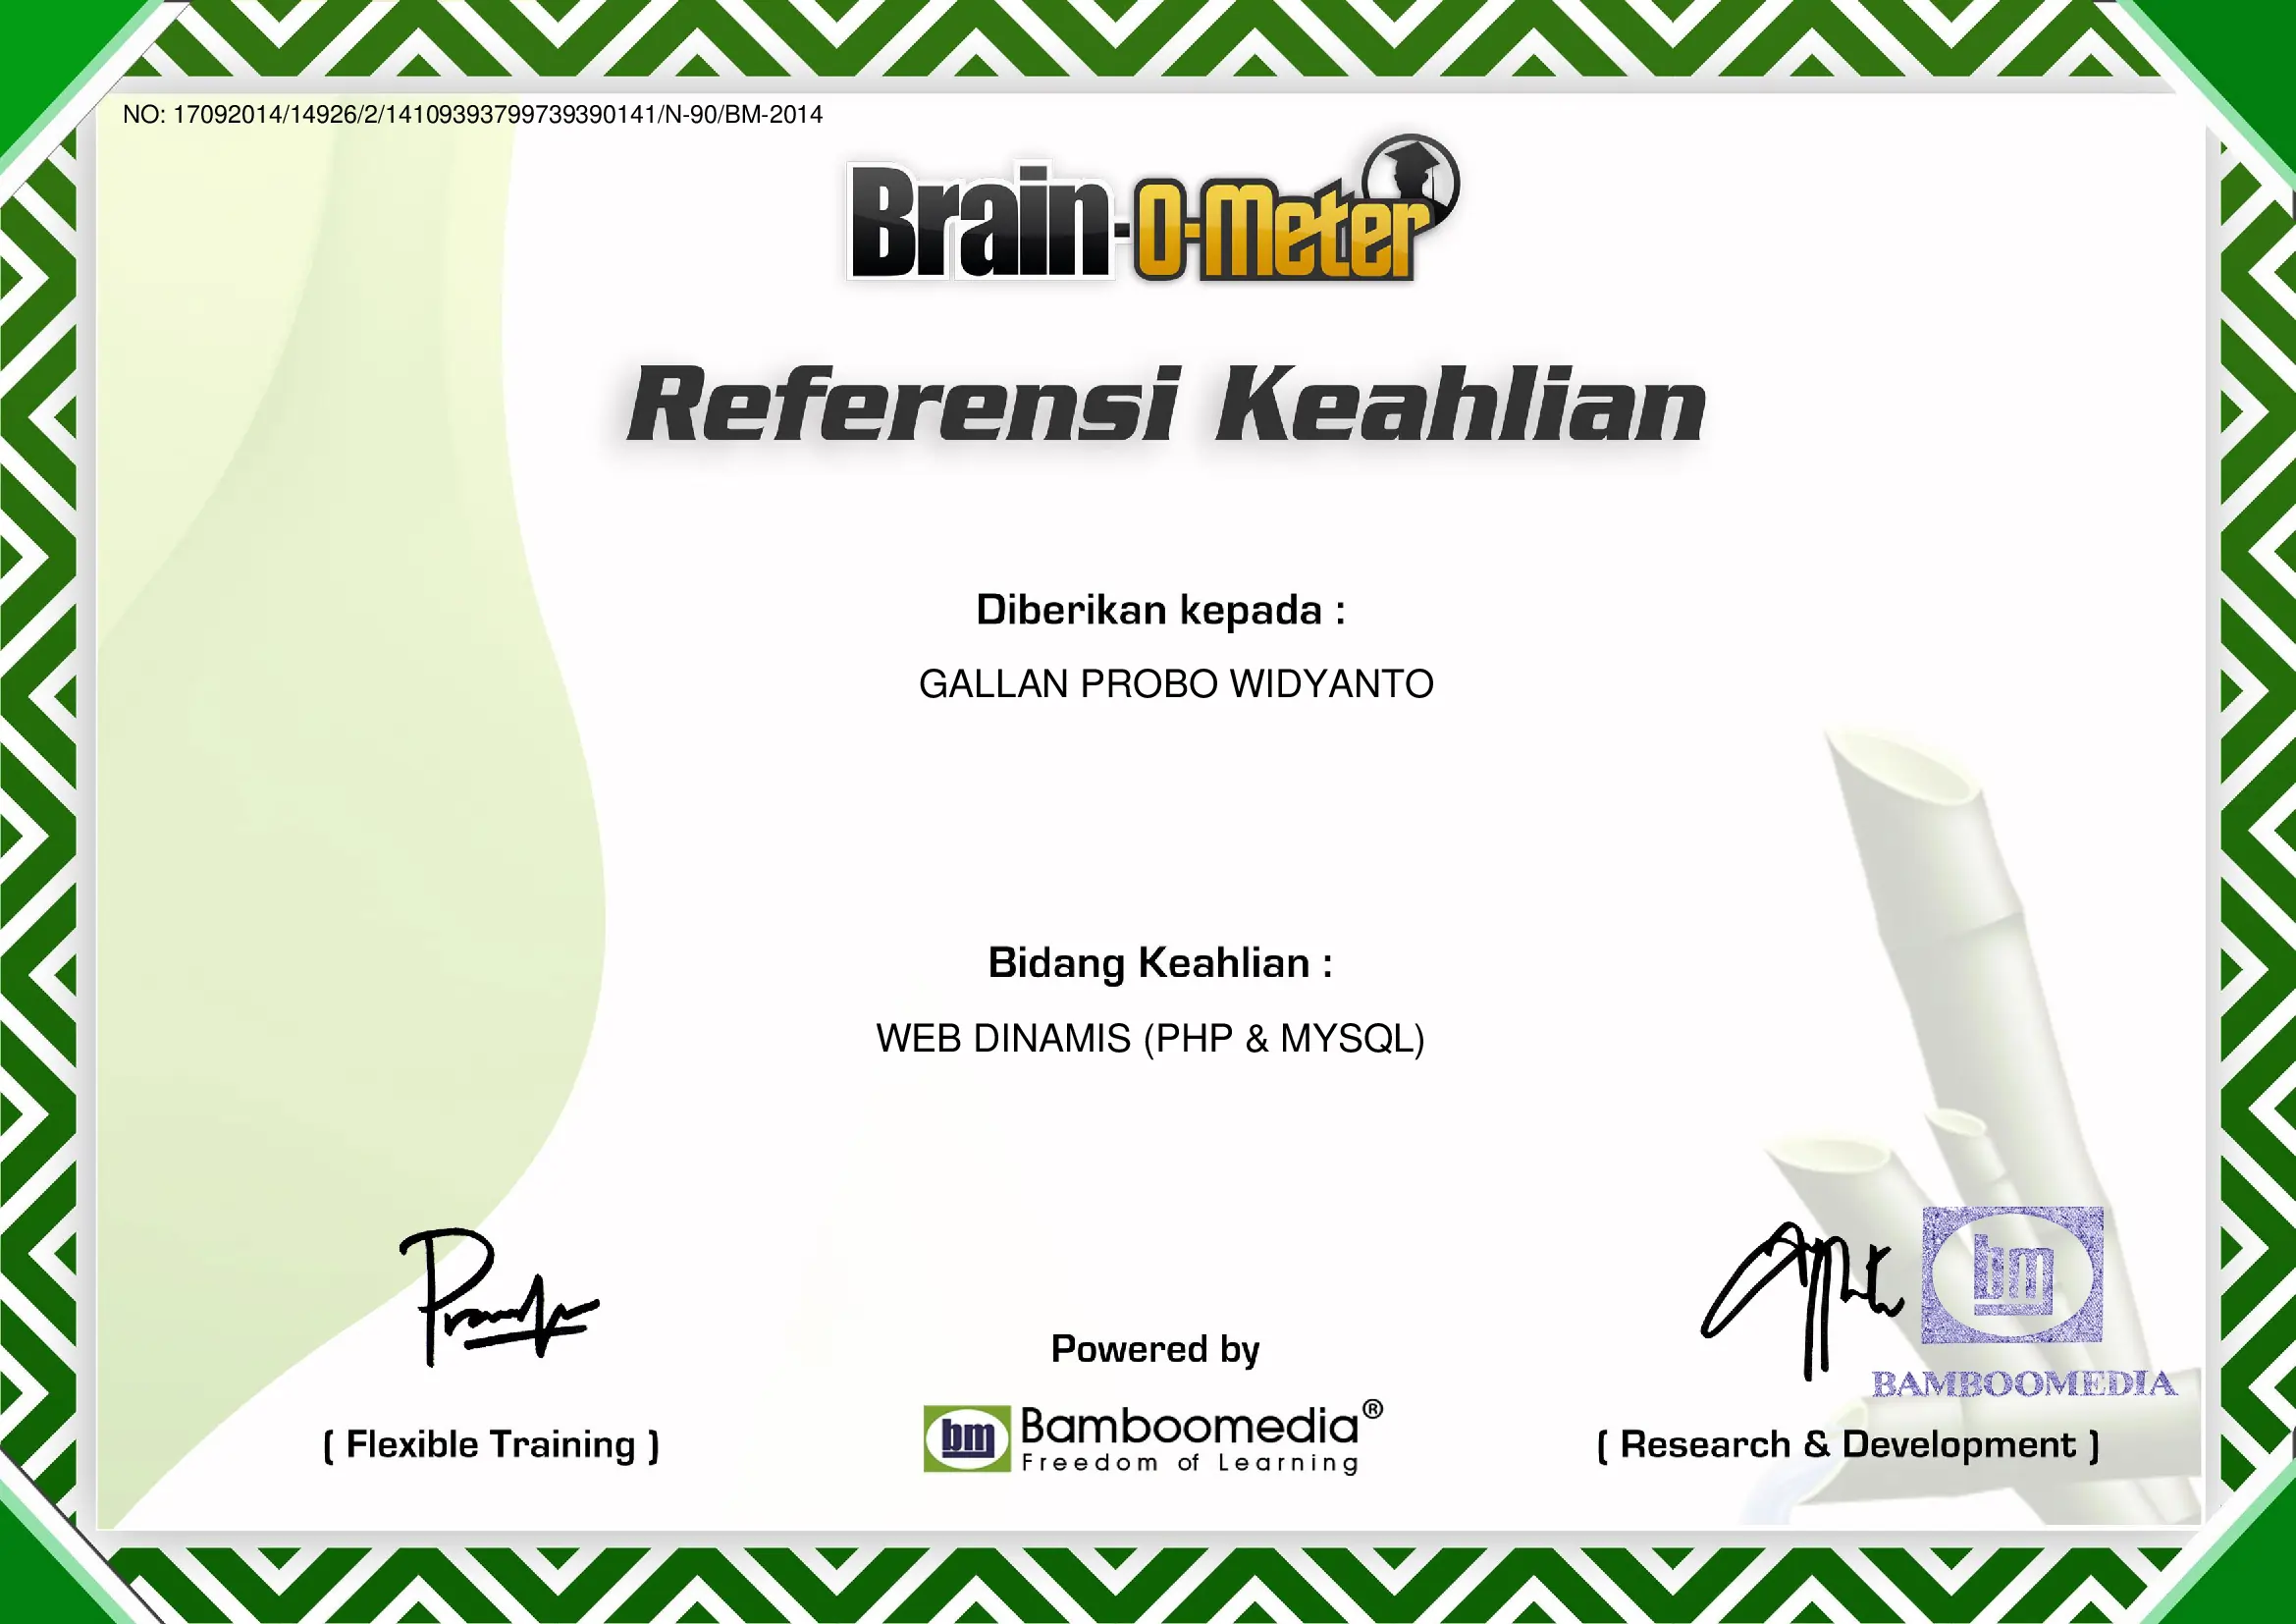 NO: 17092014/14926/2/14109393799739390141/N-90/BM-2014
Brain-O-Meter
Referensi Keahlian
Diberikan kepada :
GALLAN PROBO WIDYANTO
Bidang Keahlian :
WEB DINAMIS (PHP & MYSQL)
bm
BAMBOOMEDIA
Powered by
bm Bamboomedia®
Freedom of Learning
( Flexible Training )
( Research & Development )